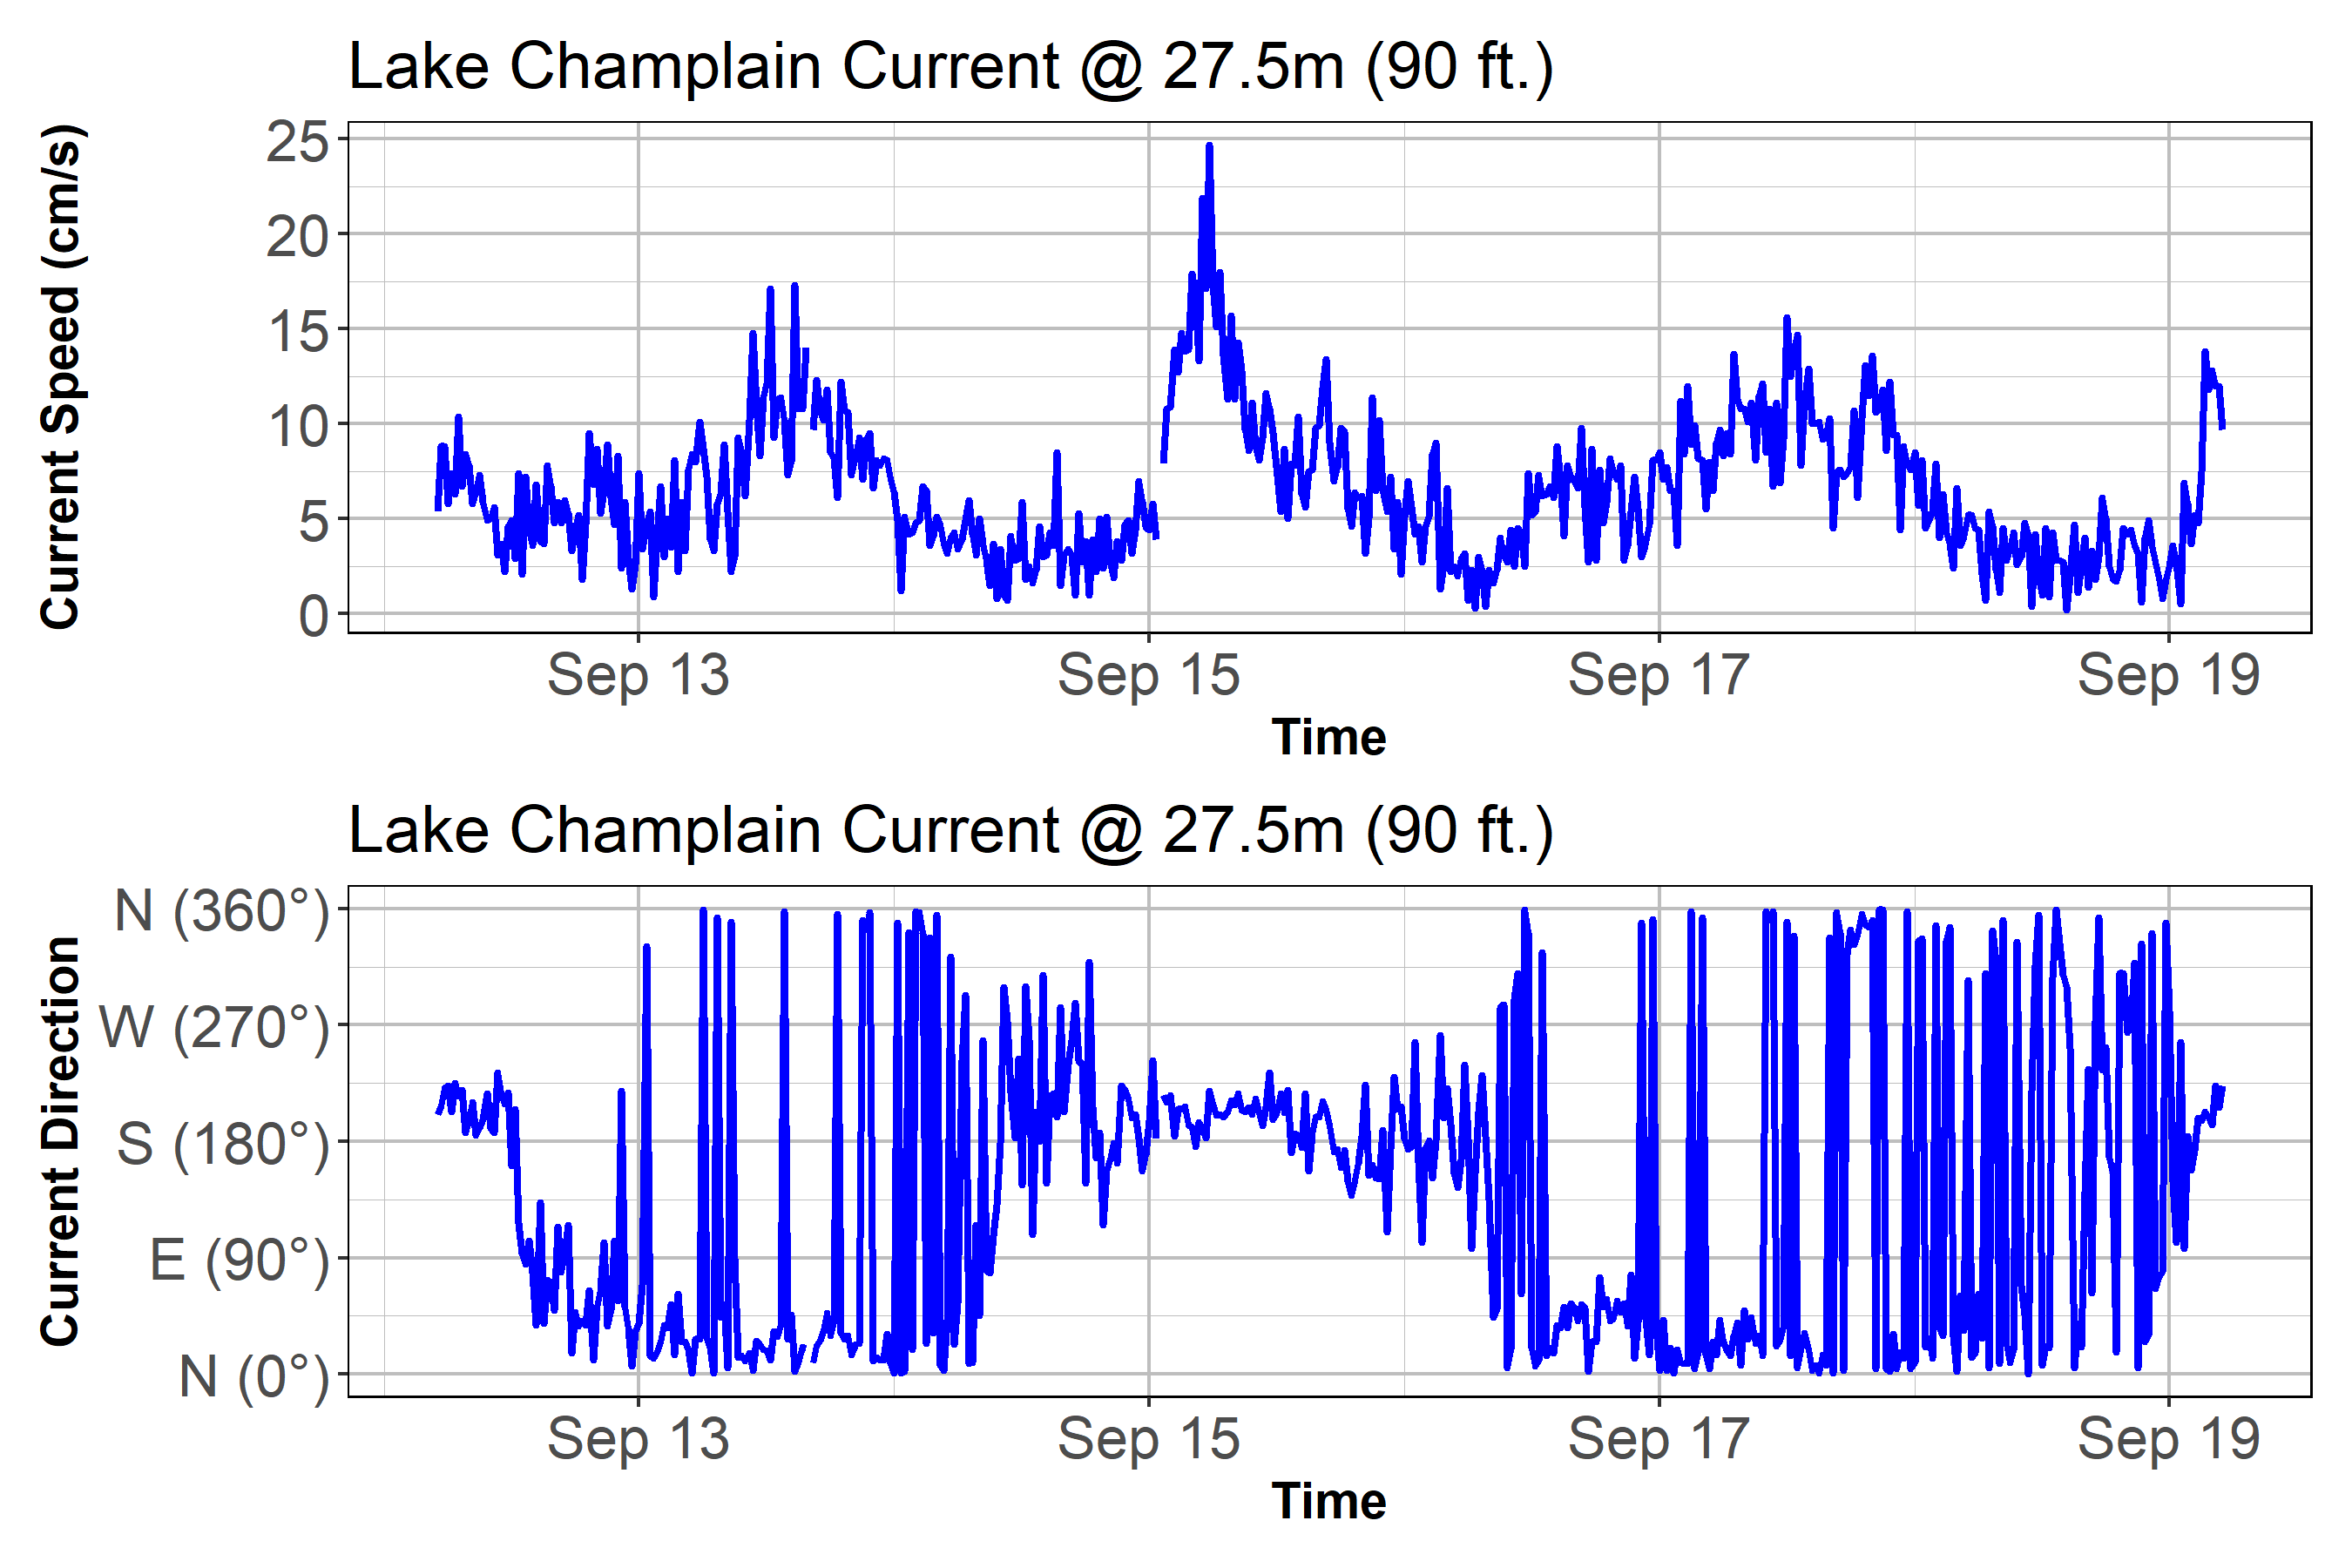 Lake Champlain Current @ 27.5m (90 ft.)
Current Speed (cm/s)
25
20
15
10
5
0
Sep 13 Sep 15 Sep 17 Sep 19
Time
Lake Champlain Current @ 27.5m (90 ft.)
Current Direction
N (360°)
W (270°)
S (180°)
E (90°)
N (0°)
Sep 13 Sep 15 Sep 17 Sep 19
Time